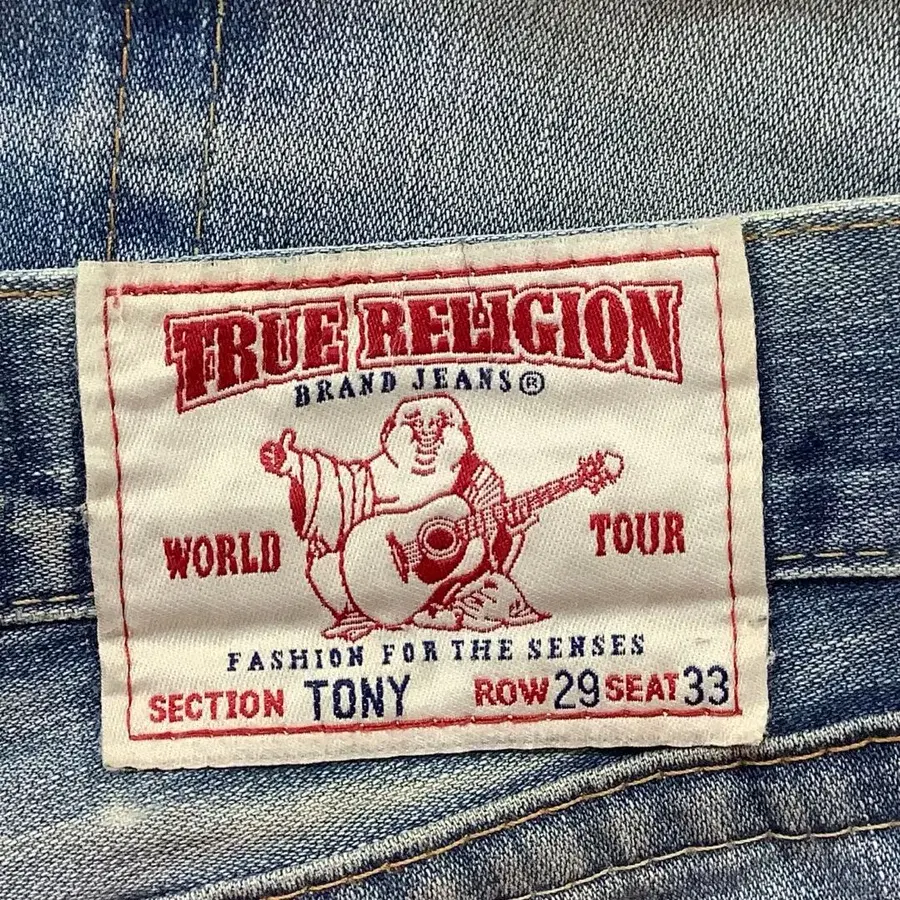 TRUE RELIGION
BRAND JEANS®
WORLD TOUR
FASHION FOR THE SENSES
SECTION TONY ROW 29 SEAT 33